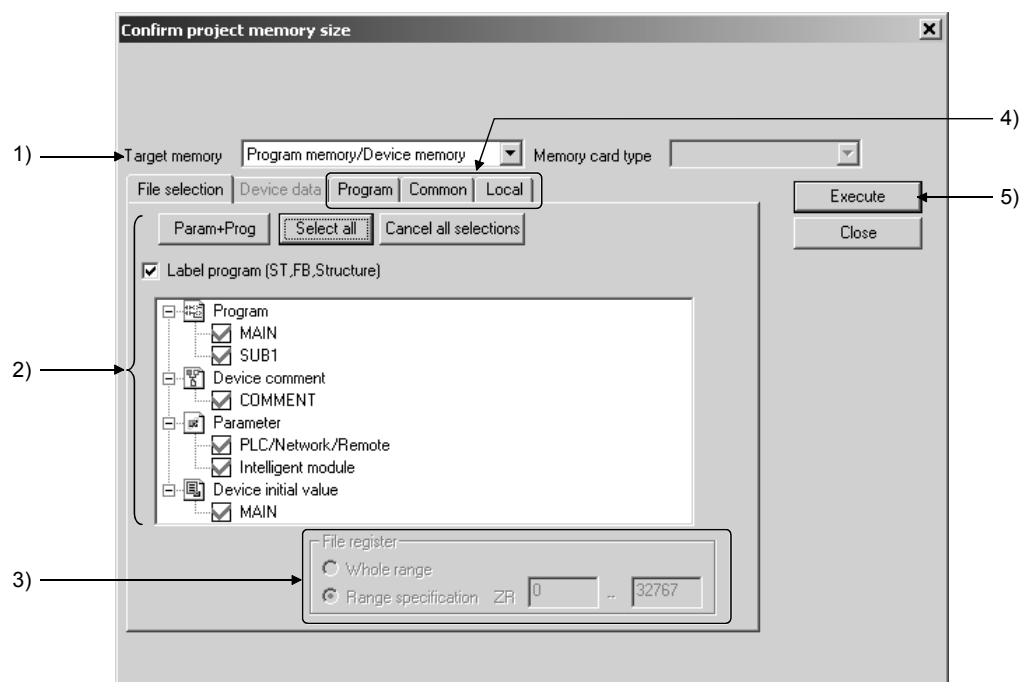 Confirm project memory size
4)
1)
Target memory Program memory/Device memory Memory card type
File selection Device data Program Common Local
Execute
5)
Param+Prog Select all Cancel all selections
Close
Label program (ST,FB,Structure)
Program
MAIN
SUB1
2)
Device comment
COMMENT
Parameter
PLC/Network/Remote
Intelligent module
Device initial value
MAIN
File register
Whole range
3)
Range specification ZR 0 -- 32767